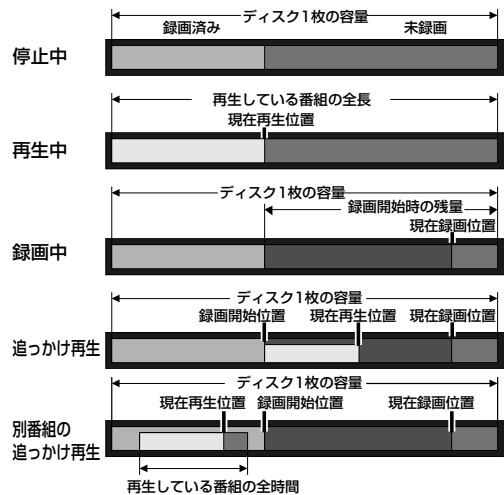 ディスク1枚の容量
録画済み 未録画
停止中
再生している番組の全長
現在再生位置
再生中
ディスク1枚の容量
録画開始時の残量
現在録画位置
録画中
ディスク1枚の容量
録画開始位置 現在再生位置 現在録画位置
追っかけ再生
ディスク1枚の容量
現在再生位置 録画開始位置 現在録画位置
別番組の
追っかけ再生
再生している番組の全時間